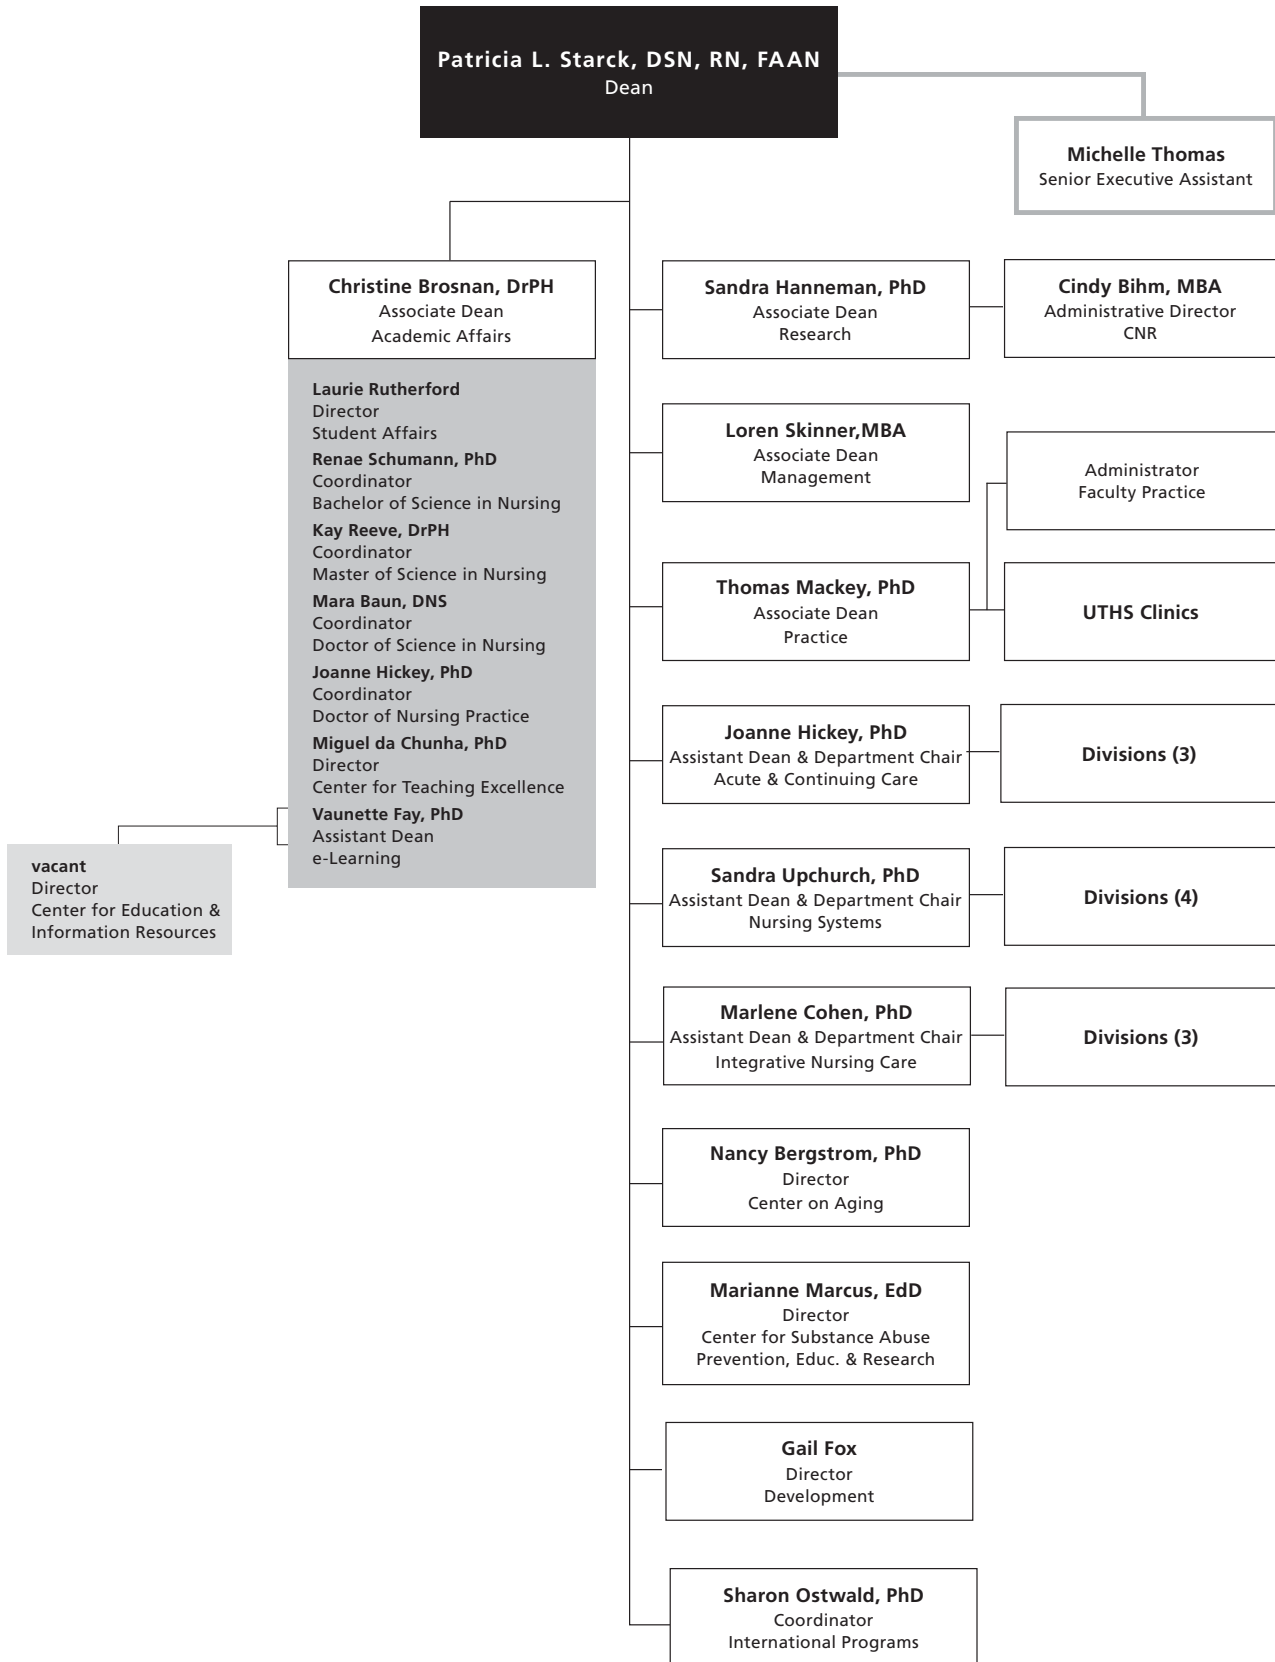 Patricia L. Starck, DSN, RN, FAAN
Dean
Michelle Thomas
Senior Executive Assistant
Christine Brosnan, DrPH
Associate Dean
Academic Affairs
Laurie Rutherford
Director
Student Affairs
Renae Schumann, PhD
Coordinator
Bachelor of Science in Nursing
Kay Reeve, DrPH
Coordinator
Master of Science in Nursing
Mara Baun, DNS
Coordinator
Doctor of Science in Nursing
Joanne Hickey, PhD
Coordinator
Doctor of Nursing Practice
Miguel da Chunha, PhD
Director
Center for Teaching Excellence
Vaunette Fay, PhD
Assistant Dean
e-Learning
vacant
Director
Center for Education &
Information Resources
Sandra Hanneman, PhD
Associate Dean
Research
Cindy Bihm, MBA
Administrative Director
CNR
Loren Skinner,MBA
Associate Dean
Management
Administrator
Faculty Practice
Thomas Mackey, PhD
Associate Dean
Practice
UTHS Clinics
Joanne Hickey, PhD
Assistant Dean & Department Chair
Acute & Continuing Care
Divisions (3)
Sandra Upchurch, PhD
Assistant Dean & Department Chair
Nursing Systems
Divisions (4)
Marlene Cohen, PhD
Assistant Dean & Department Chair
Integrative Nursing Care
Divisions (3)
Nancy Bergstrom, PhD
Director
Center on Aging
Marianne Marcus, EdD
Director
Center for Substance Abuse
Prevention, Educ. & Research
Gail Fox
Director
Development
Sharon Ostwald, PhD
Coordinator
International Programs